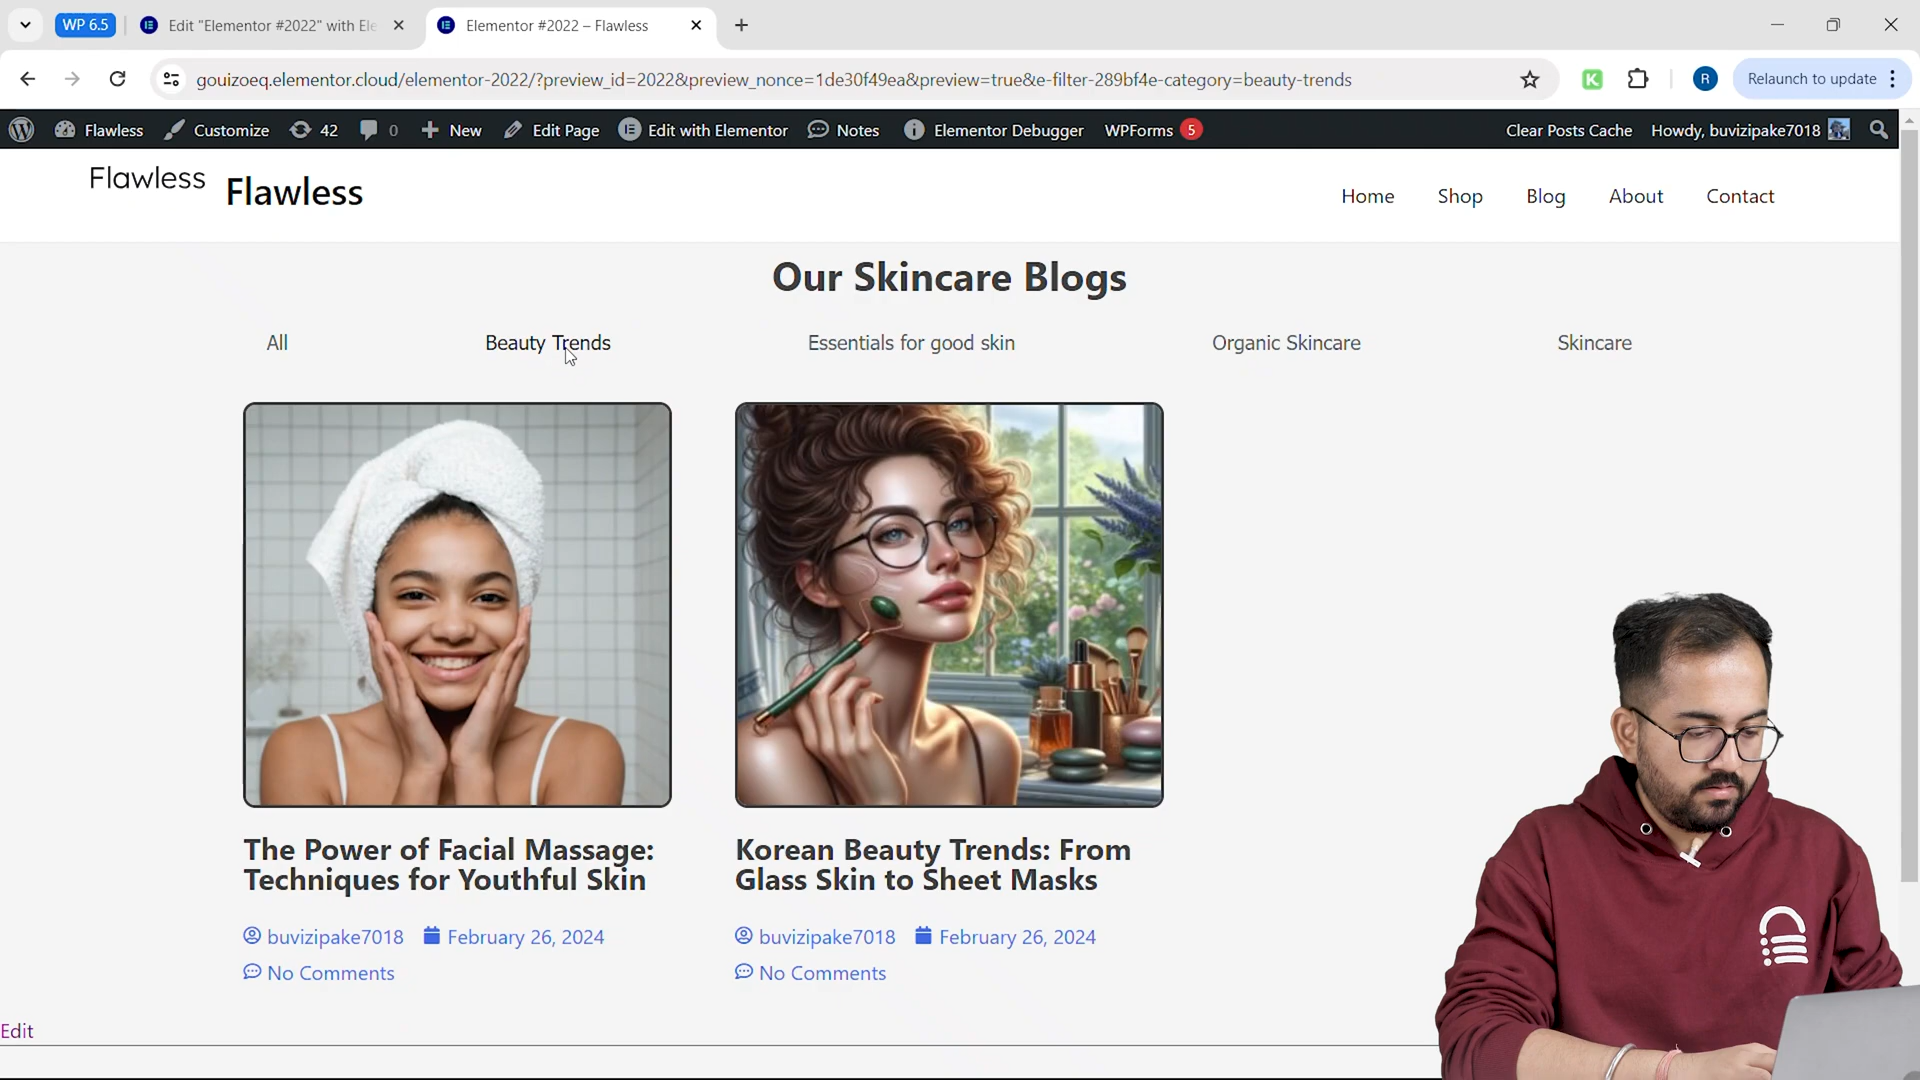 WP 6.5
Edit "Elementor #2022" with Ele
Elementor #2022 – Flawless
gouizoeq.elementor.cloud/elementor-2022/?preview_id=2022&preview_nonce=1de30f49ea&preview=true&e-filter-289bf4e-category=beauty-trends
K
R
Relaunch to update
Flawless
Customize
42
0
New
Edit Page
Edit with Elementor
Notes
Elementor Debugger
WPForms 5
Clear Posts Cache
Howdy, buvizipake7018
Flawless
Flawless
Home
Shop
Blog
About
Contact
Our Skincare Blogs
All
Beauty Trends
Essentials for good skin
Organic Skincare
Skincare
The Power of Facial Massage:
Techniques for Youthful Skin
buvizipake7018
February 26, 2024
No Comments
Korean Beauty Trends: From
Glass Skin to Sheet Masks
buvizipake7018
February 26, 2024
No Comments
Edit